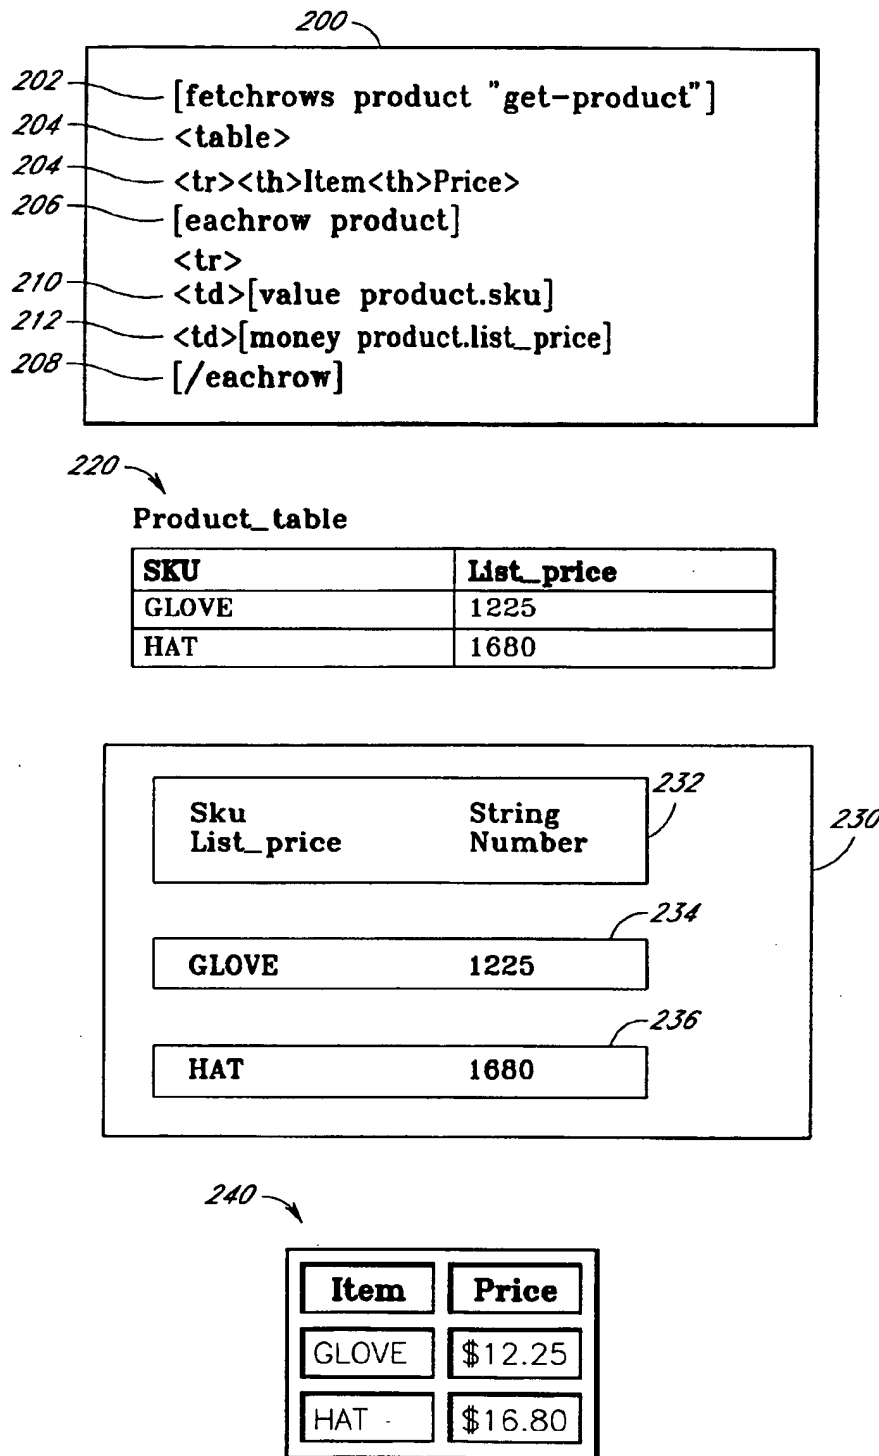 200
202 [fetchrows product "get-product"]
204 <table>
204 <tr><th>Item<th>Price>
206 [eachrow product]
<tr>
210 <td>[value product.sku]
212 <td>[money product.list_price]
208 [/eachrow]
220
Product_table
SKU List_price
GLOVE 1225
HAT 1680
232
Sku String
230
List_price Number
234
GLOVE 1225
236
HAT 1680
240
Item Price
GLOVE $12.25
HAT $16.80